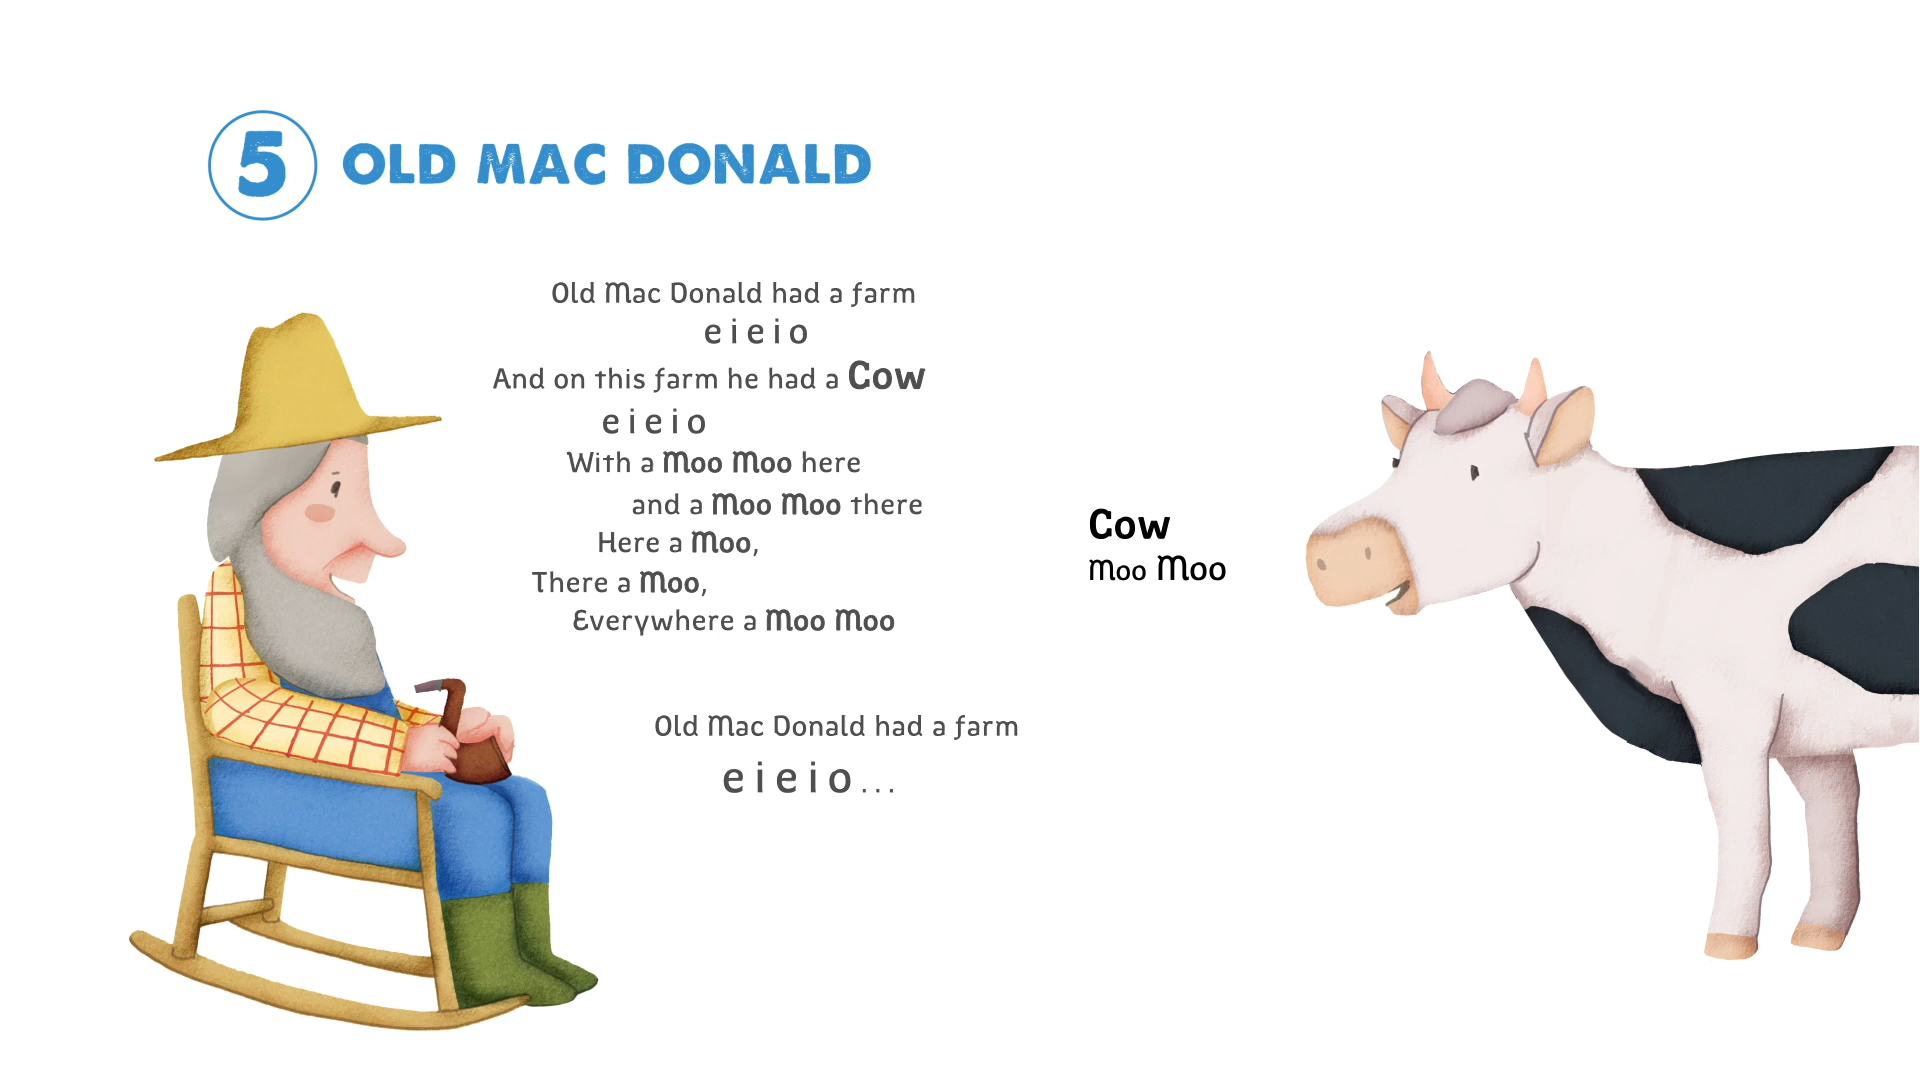 5 OLD MAC DONALD
Old Mac Donald had a farm
e i e i o
And on this farm he had a Cow
e i e i o
With a Moo Moo here
and a Moo Moo there
Here a Moo,
There a Moo,
Everywhere a Moo Moo
Old Mac Donald had a farm
e i e i o . . .
Cow
Moo Moo